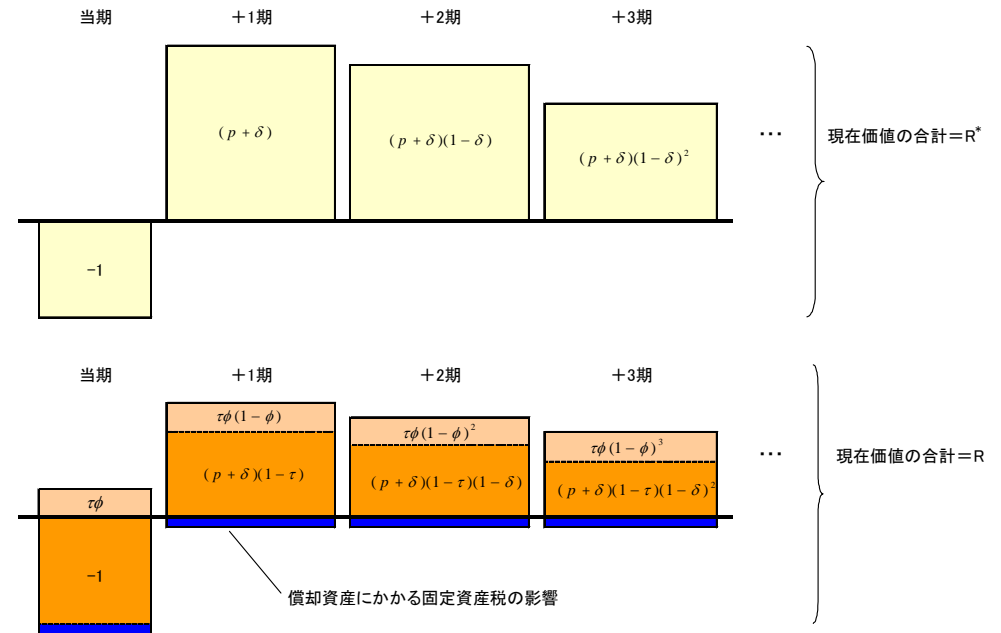 当期 +1期 +2期 +3期
(p+δ)
(p+δ)(1−δ)
(p+δ)(1−δ)²
…
現在価値の合計=R*
−1
当期 +1期 +2期 +3期
τφ
τφ(1−φ)
τφ(1−φ)²
τφ(1−φ)³
(p+δ)(1−τ)
(p+δ)(1−τ)(1−δ)
(p+δ)(1−τ)(1−δ)²
…
現在価値の合計=R
−1
償却資産にかかる固定資産税の影響